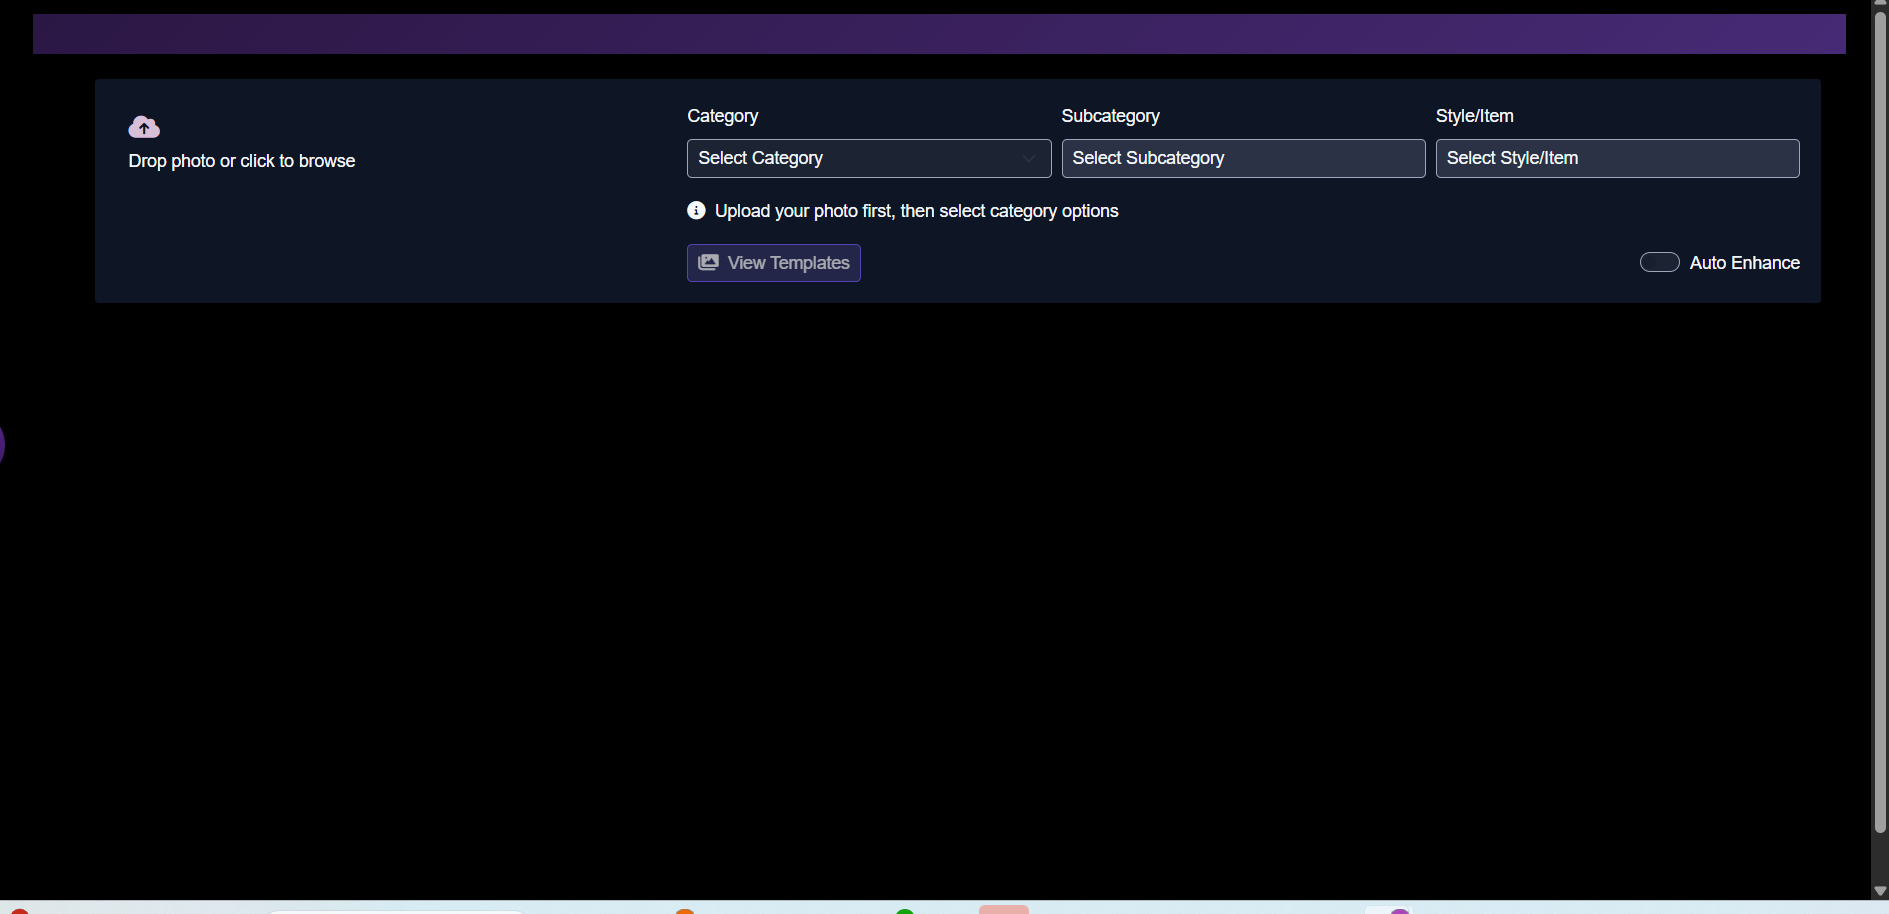 Drop photo or click to browse
Category
Select Category
Subcategory
Select Subcategory
Style/Item
Select Style/Item
Upload your photo first, then select category options
View Templates
Auto Enhance